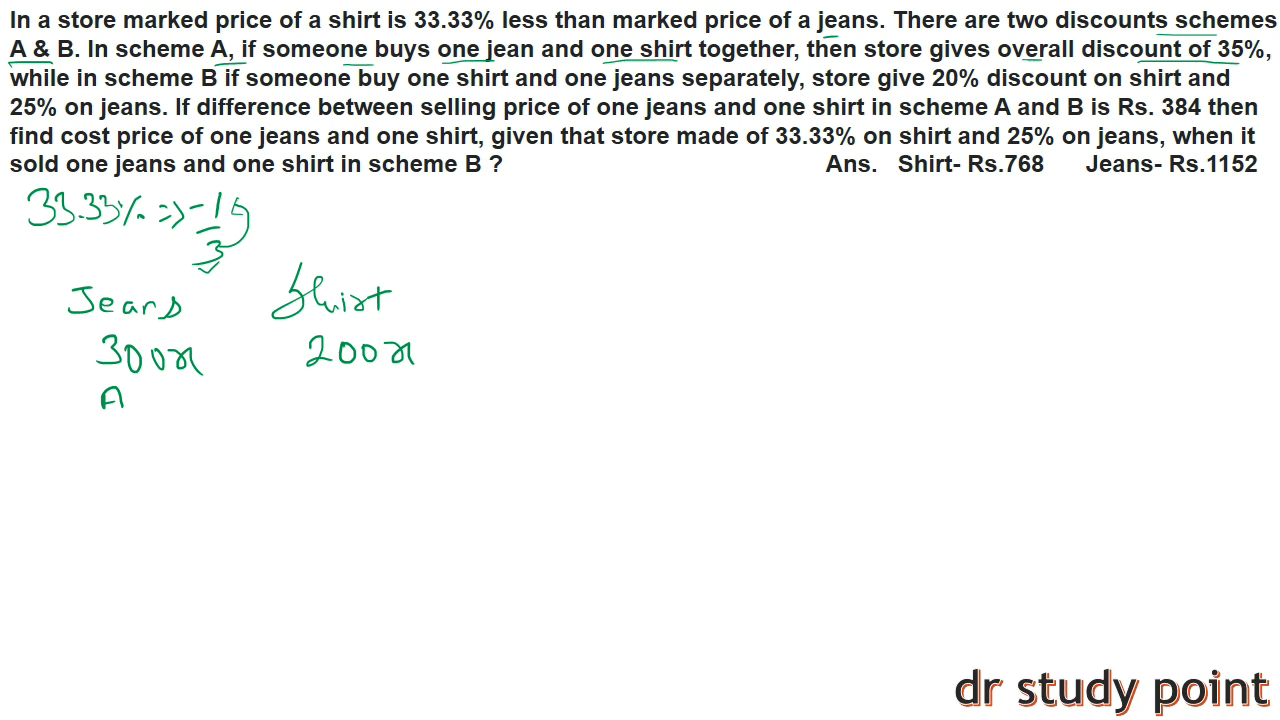 In a store marked price of a shirt is 33.33% less than marked price of a jeans. There are two discounts schemes
A & B. In scheme A, if someone buys one jean and one shirt together, then store gives overall discount of 35%,
while in scheme B if someone buy one shirt and one jeans separately, store give 20% discount on shirt and
25% on jeans. If difference between selling price of one jeans and one shirt in scheme A and B is Rs. 384 then
find cost price of one jeans and one shirt, given that store made of 33.33% on shirt and 25% on jeans, when it
sold one jeans and one shirt in scheme B ? Ans. Shirt- Rs.768 Jeans- Rs.1152
33.33% => -1/3
Jeans Shirt
300x 200x
A
dr study point